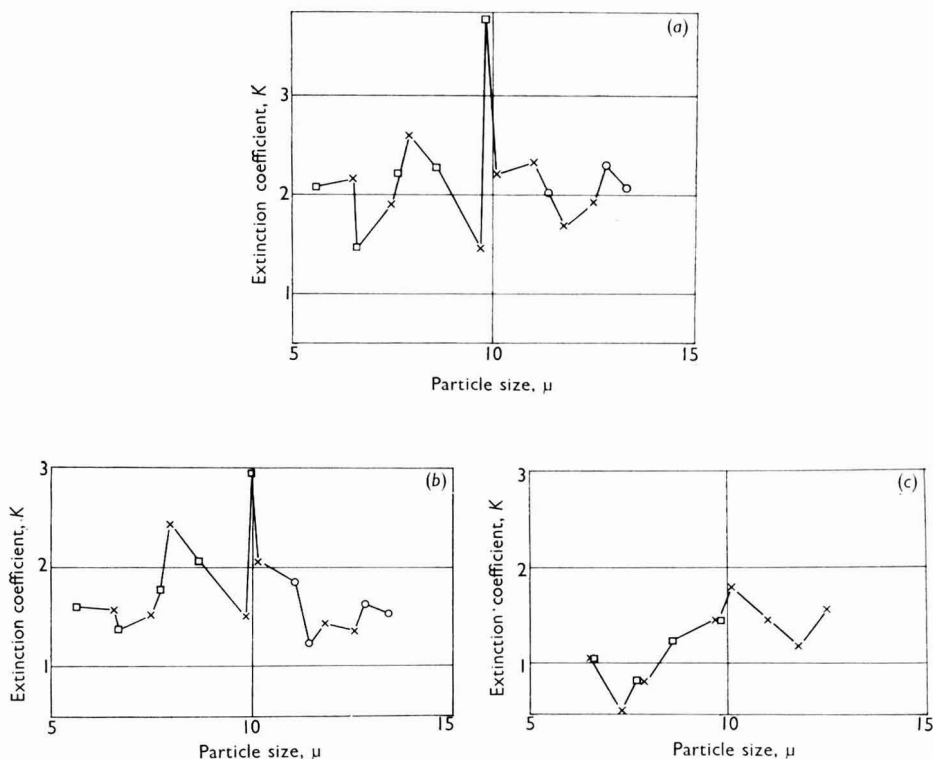 (a)
Extinction coefficient, K
3
2
1
5
10
15
Particle size, μ
(b)
Extinction coefficient, K
3
2
1
5
10
15
Particle size, μ
(c)
Extinction coefficient, K
3
2
1
5
10
15
Particle size, μ